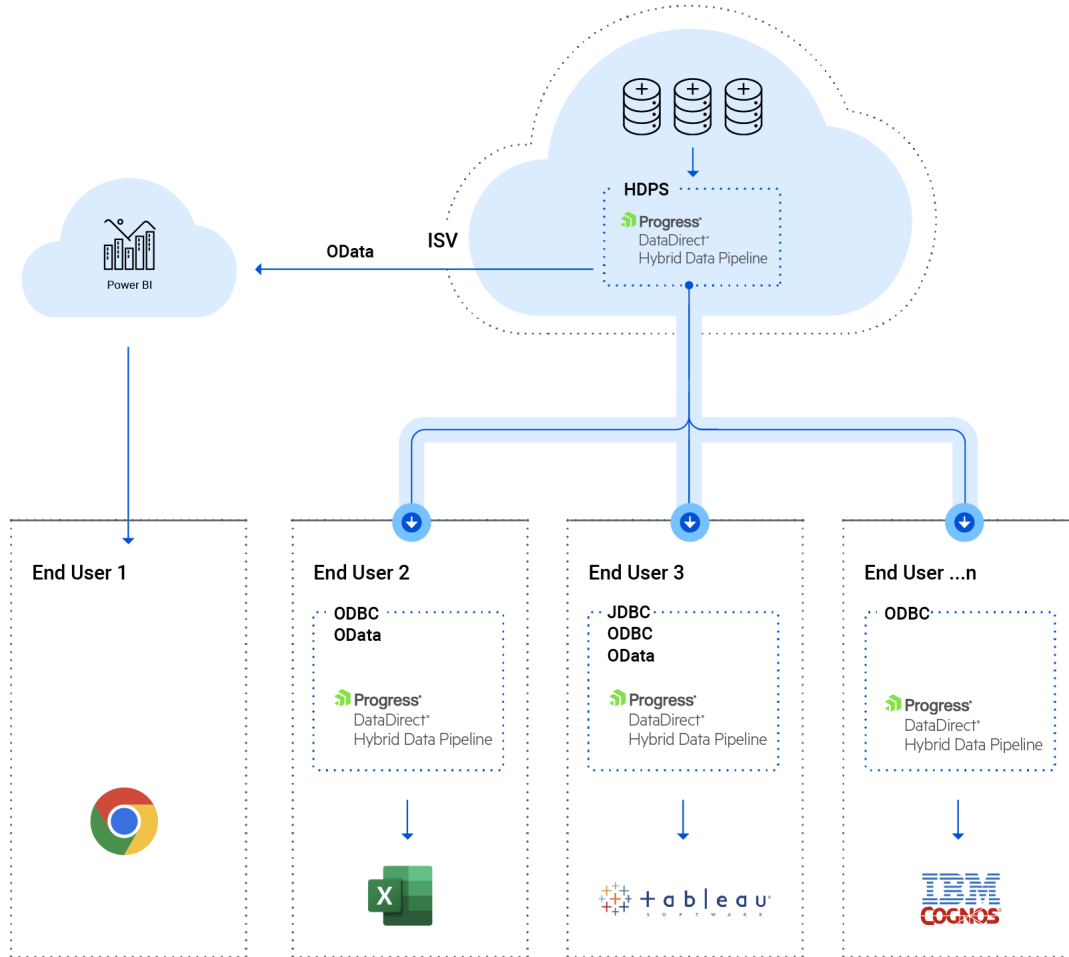 HDPS
Progress®
DataDirect®
Hybrid Data Pipeline
ISV
OData
Power BI
End User 1
End User 2
ODBC
OData
Progress®
DataDirect®
Hybrid Data Pipeline
X
End User 3
JDBC
ODBC
OData
Progress®
DataDirect®
Hybrid Data Pipeline
+ableau®
SOFTWARE
End User ...n
ODBC
Progress®
DataDirect®
Hybrid Data Pipeline
IBM
COGNOS